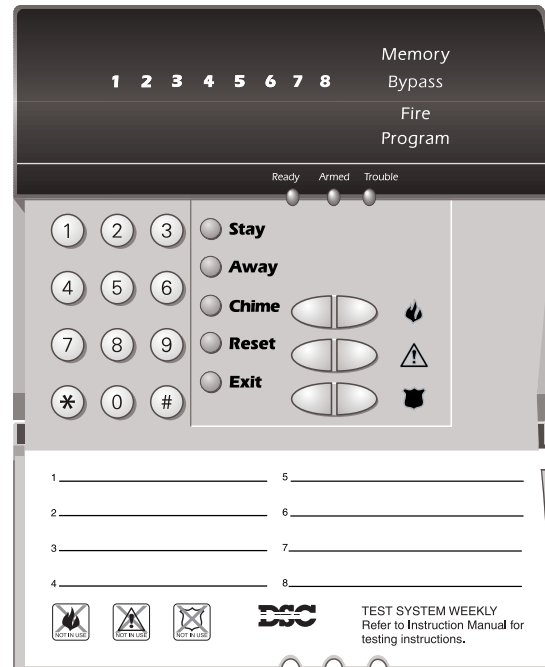 Memory
1 2 3 4 5 6 7 8 Bypass
Fire
Program
Ready Armed Trouble
1 2 3 Stay
Away
4 5 6 Chime
7 8 9 Reset
Exit
* 0 #
1 5
2 6
3 7
4 8
NOT IN USE NOT IN USE NOT IN USE
DSC
TEST SYSTEM WEEKLY
Refer to Instruction Manual for
testing instructions.